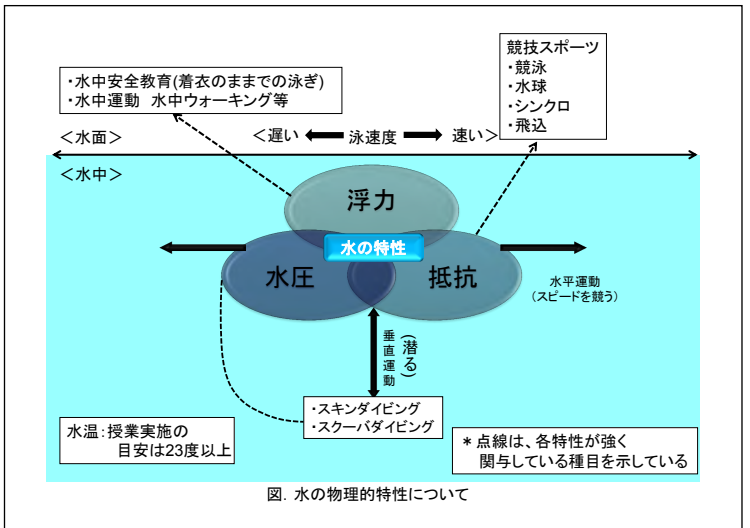 ・水中安全教育(着衣のままでの泳ぎ)
・水中運動 水中ウォーキング等
競技スポーツ
・競泳
・水球
・シンクロ
・飛込
＜水面＞
＜遅い 泳速度 速い＞
＜水中＞
浮力
水の特性
水圧
抵抗
水平運動
(スピードを競う)
垂直運動
(潜る)
・スキンダイビング
・スクーバダイビング
水温：授業実施の
目安は23度以上
＊点線は、各特性が強く
関与している種目を示している
図．水の物理的特性について